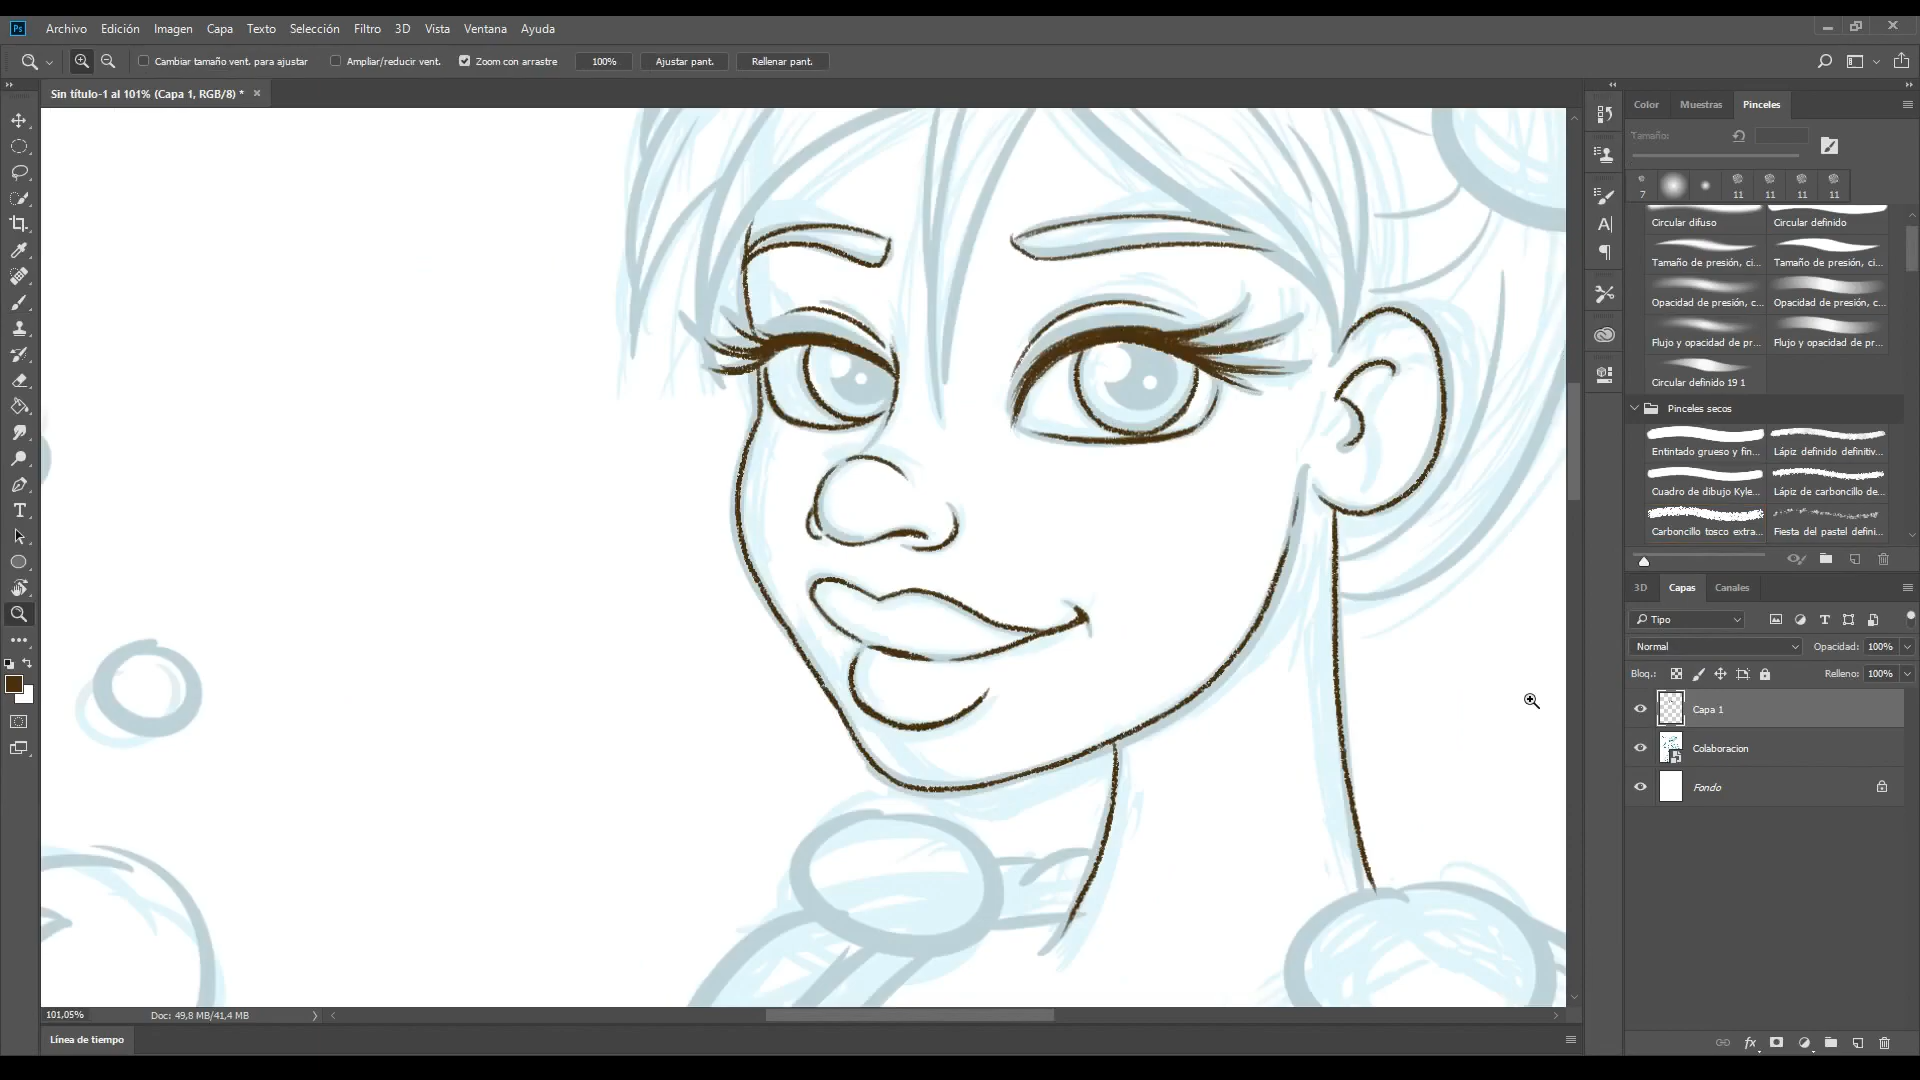 Ps Archivo Edición Imagen Capa Texto Selección Filtro 3D Vista Ventana Ayuda
Cambiar tamaño vent. para ajustar Ampliar/reducir vent. Zoom con arrastre 100% Ajustar pant. Rellenar pant.
Sin título-1 al 101% (Capa 1, RGB/8) *
Color Muestras Pinceles
Tamaño:
7 11 11 11 11
Circular difuso Circular definido
Tamaño de presión, ci... Tamaño de presión, ci...
Opacidad de presión, c... Opacidad de presión, c...
Flujo y opacidad de pr... Flujo y opacidad de pr...
Circular definido 19 1
Pinceles secos
Entintado grueso y fin... Lápiz definido definitiv...
Cuadro de dibujo Kyle... Lápiz de carboncillo de...
Carboncillo tosco extra... Fiesta del pastel defini...
3D Capas Canales
Tipo
Normal Opacidad: 100%
Bloq.: Relleno: 100%
Capa 1
Colaboracion
Fondo
fx
101,05% Doc: 49,8 MB/41,4 MB
Línea de tiempo